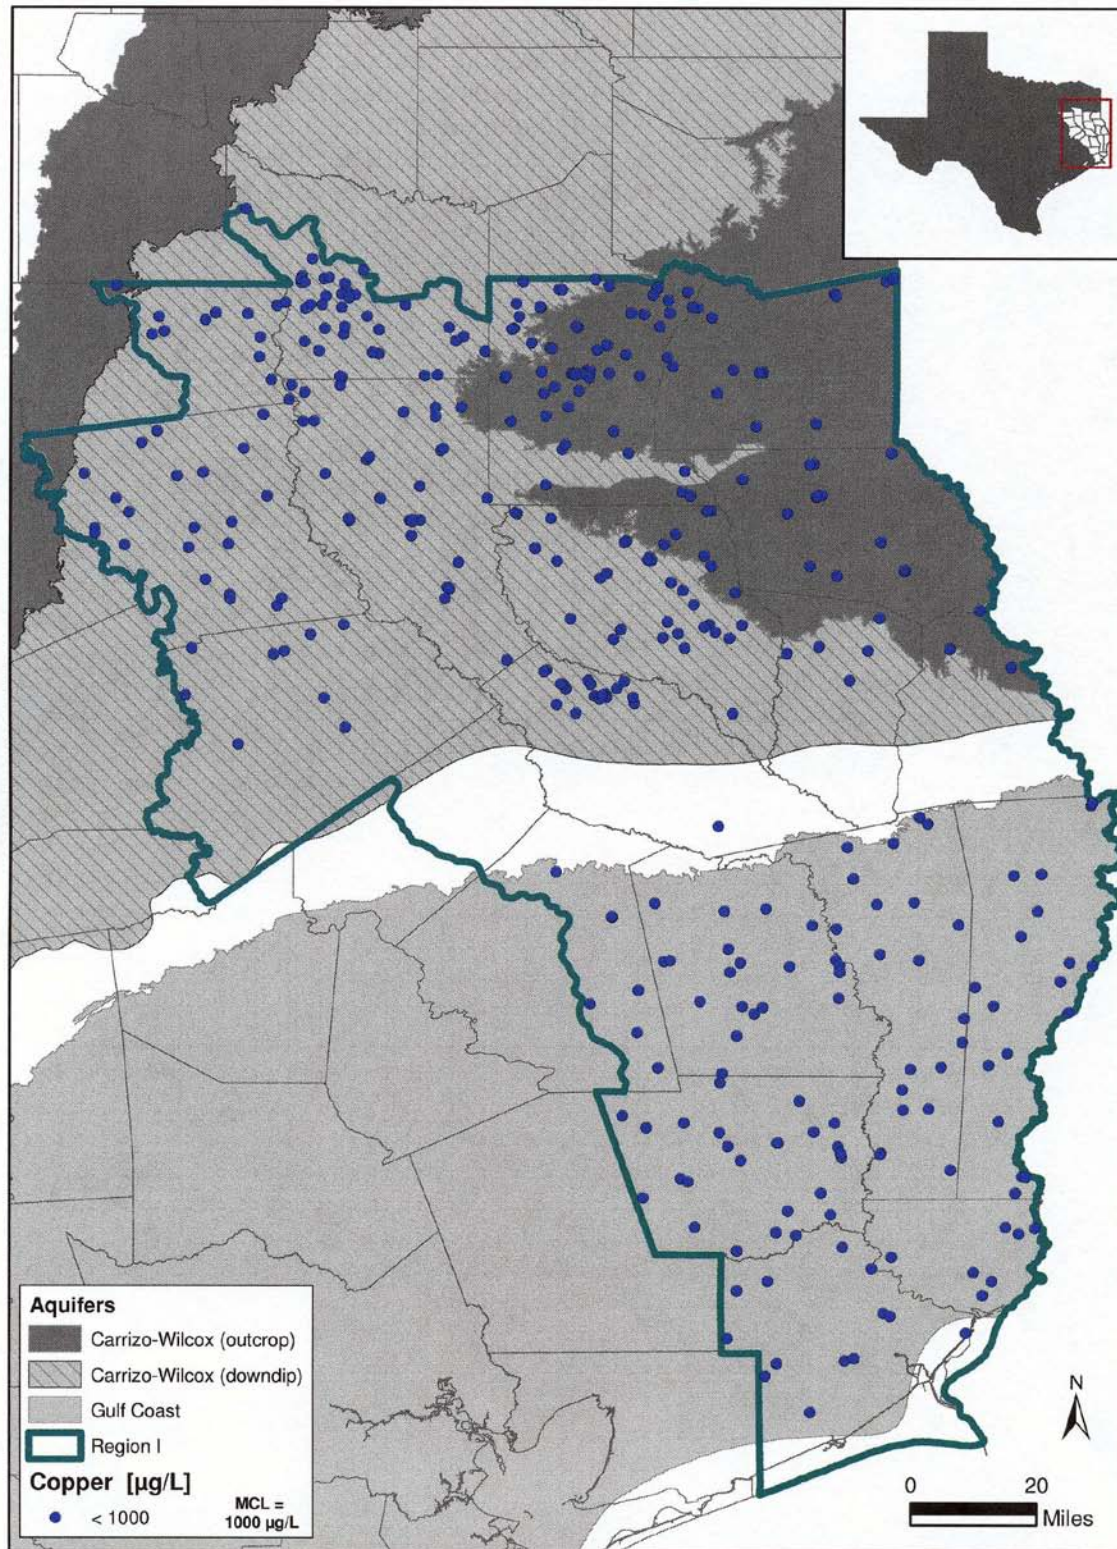 Aquifers
Carrizo-Wilcox (outcrop)
Carrizo-Wilcox (downdip)
Gulf Coast
Region I
Copper [µg/L]
< 1000
MCL =
1000 µg/L
N
0 20
Miles